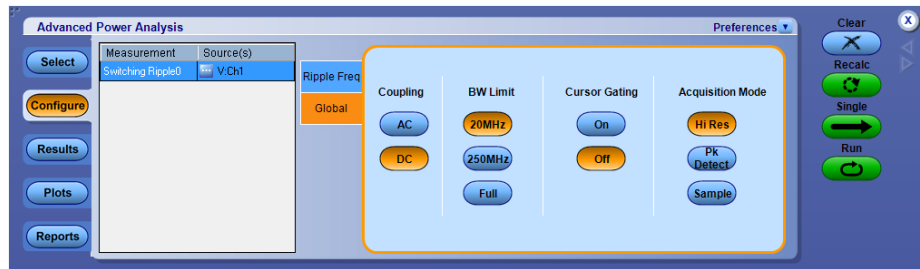 Advanced Power Analysis
Preferences
Clear
Select
Measurement Source(s)
Switching Ripple0 V:Ch1
Recalc
Ripple Freq
Global
Configure
Coupling BW Limit Cursor Gating Acquisition Mode
Single
AC 20MHz On Hi Res
Results
Run
DC 250MHz Off Pk Detect
Plots
Full Sample
Reports